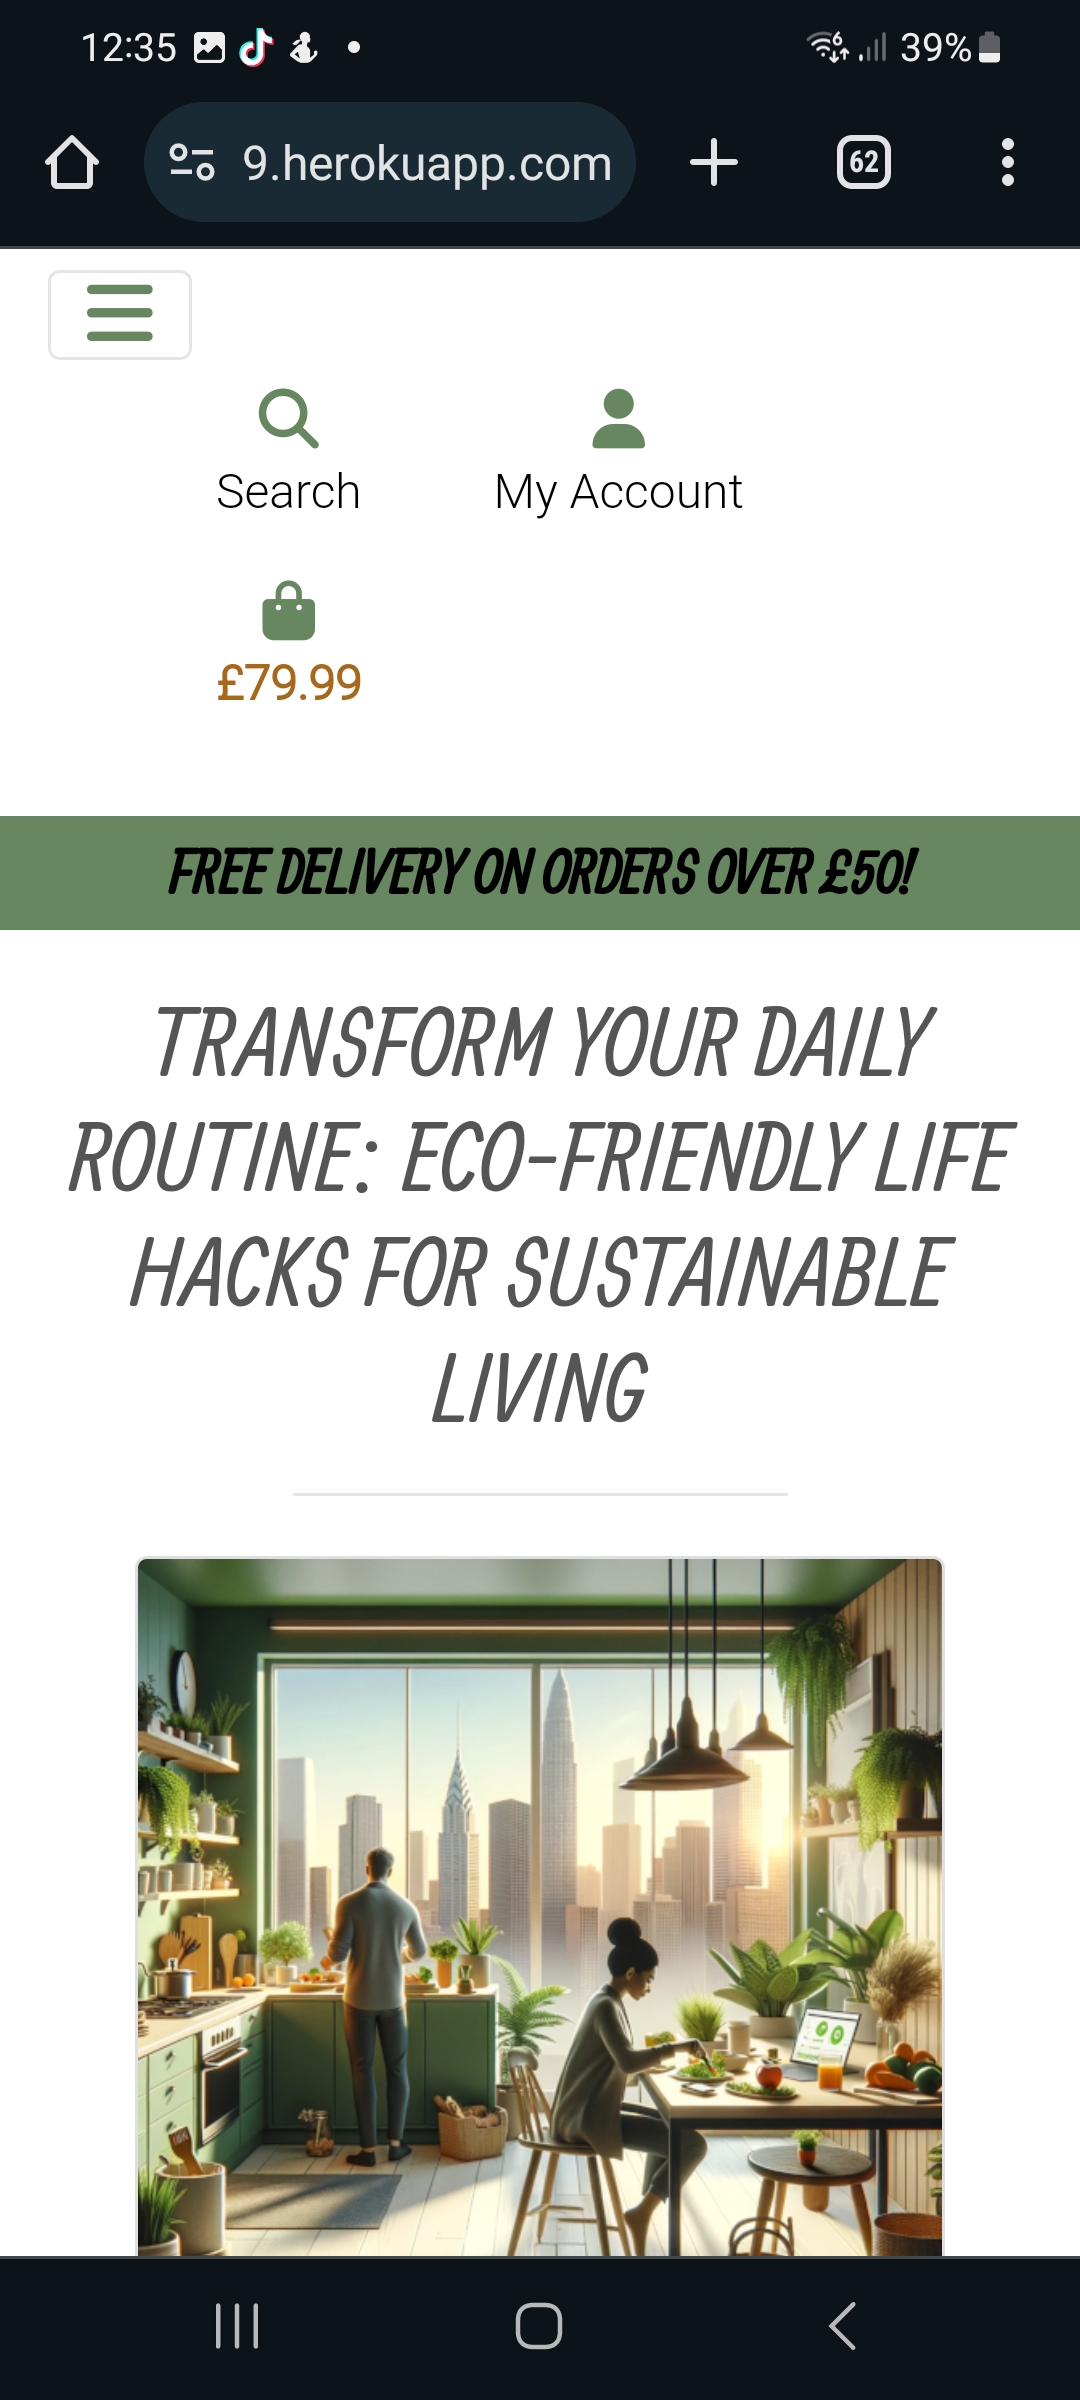 12:35
39%
9.herokuapp.com
62
Search
My Account
£79.99
FREE DELIVERY ON ORDERS OVER £50!
TRANSFORM YOUR DAILY
ROUTINE: ECO-FRIENDLY LIFE
HACKS FOR SUSTAINABLE
LIVING